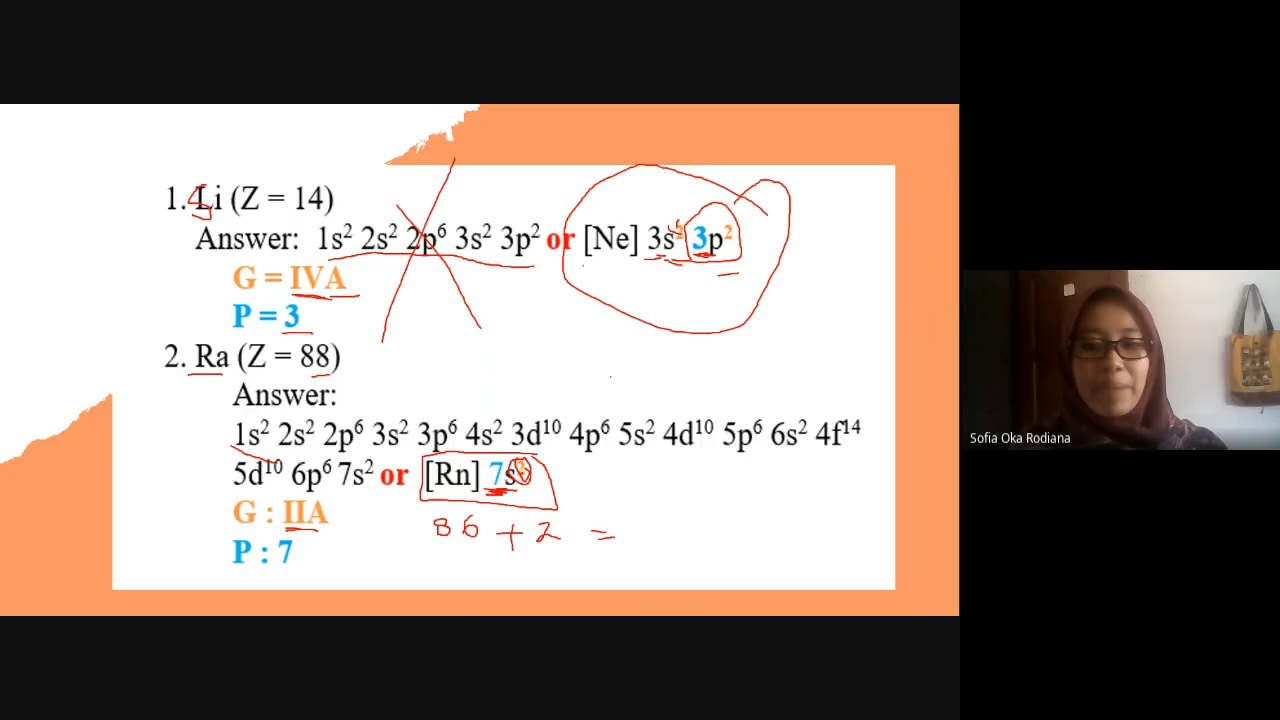 1. Li (Z = 14)
S
Answer: 1s² 2s² 2p⁶ 3s² 3p² or [Ne] 3s² 3p²
G = IVA
P = 3
2. Ra (Z = 88)
Answer:
1s² 2s² 2p⁶ 3s² 3p⁶ 4s² 3d¹⁰ 4p⁶ 5s² 4d¹⁰ 5p⁶ 6s² 4f¹⁴
5d¹⁰ 6p⁶ 7s² or [Rn] 7s²
G : IIA
86 + 2 =
P : 7
Sofia Oka Rodiana